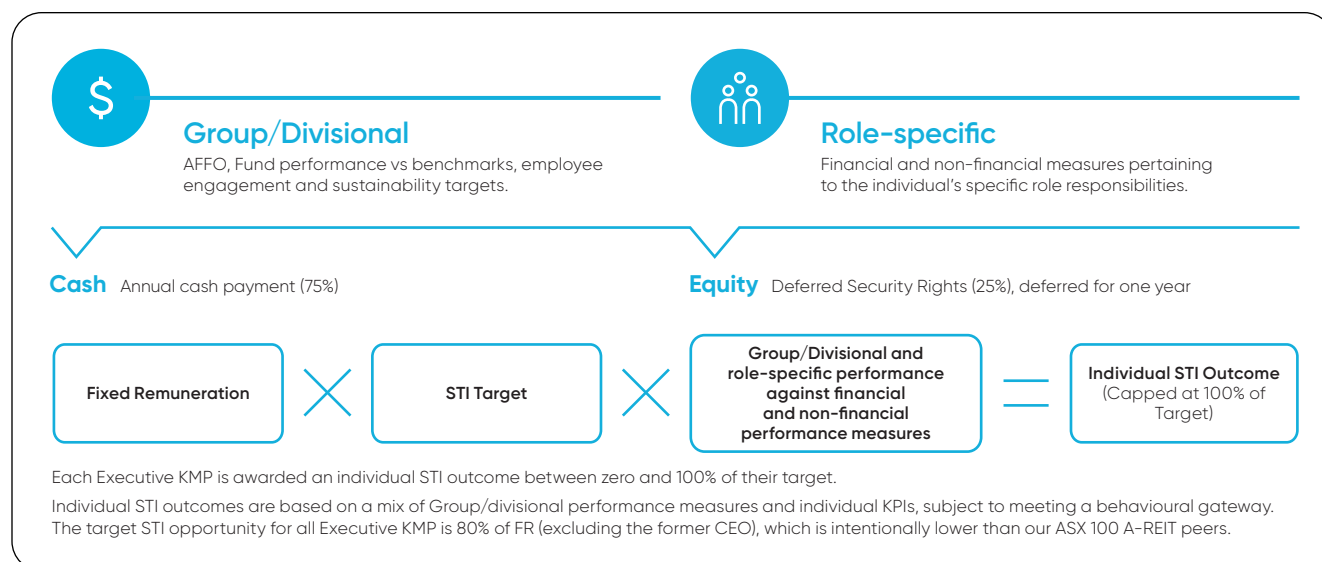 $
Group/Divisional
AFFO, Fund performance vs benchmarks, employee
engagement and sustainability targets.
Role-specific
Financial and non-financial measures pertaining
to the individual's specific role responsibilities.
Cash Annual cash payment (75%)
Equity Deferred Security Rights (25%), deferred for one year
Fixed Remuneration
STI Target
Group/Divisional and
role-specific performance
against financial
and non-financial
performance measures
Individual STI Outcome
(Capped at 100% of
Target)
Each Executive KMP is awarded an individual STI outcome between zero and 100% of their target.
Individual STI outcomes are based on a mix of Group/divisional performance measures and individual KPIs, subject to meeting a behavioural gateway.
The target STI opportunity for all Executive KMP is 80% of FR (excluding the former CEO), which is intentionally lower than our ASX 100 A-REIT peers.